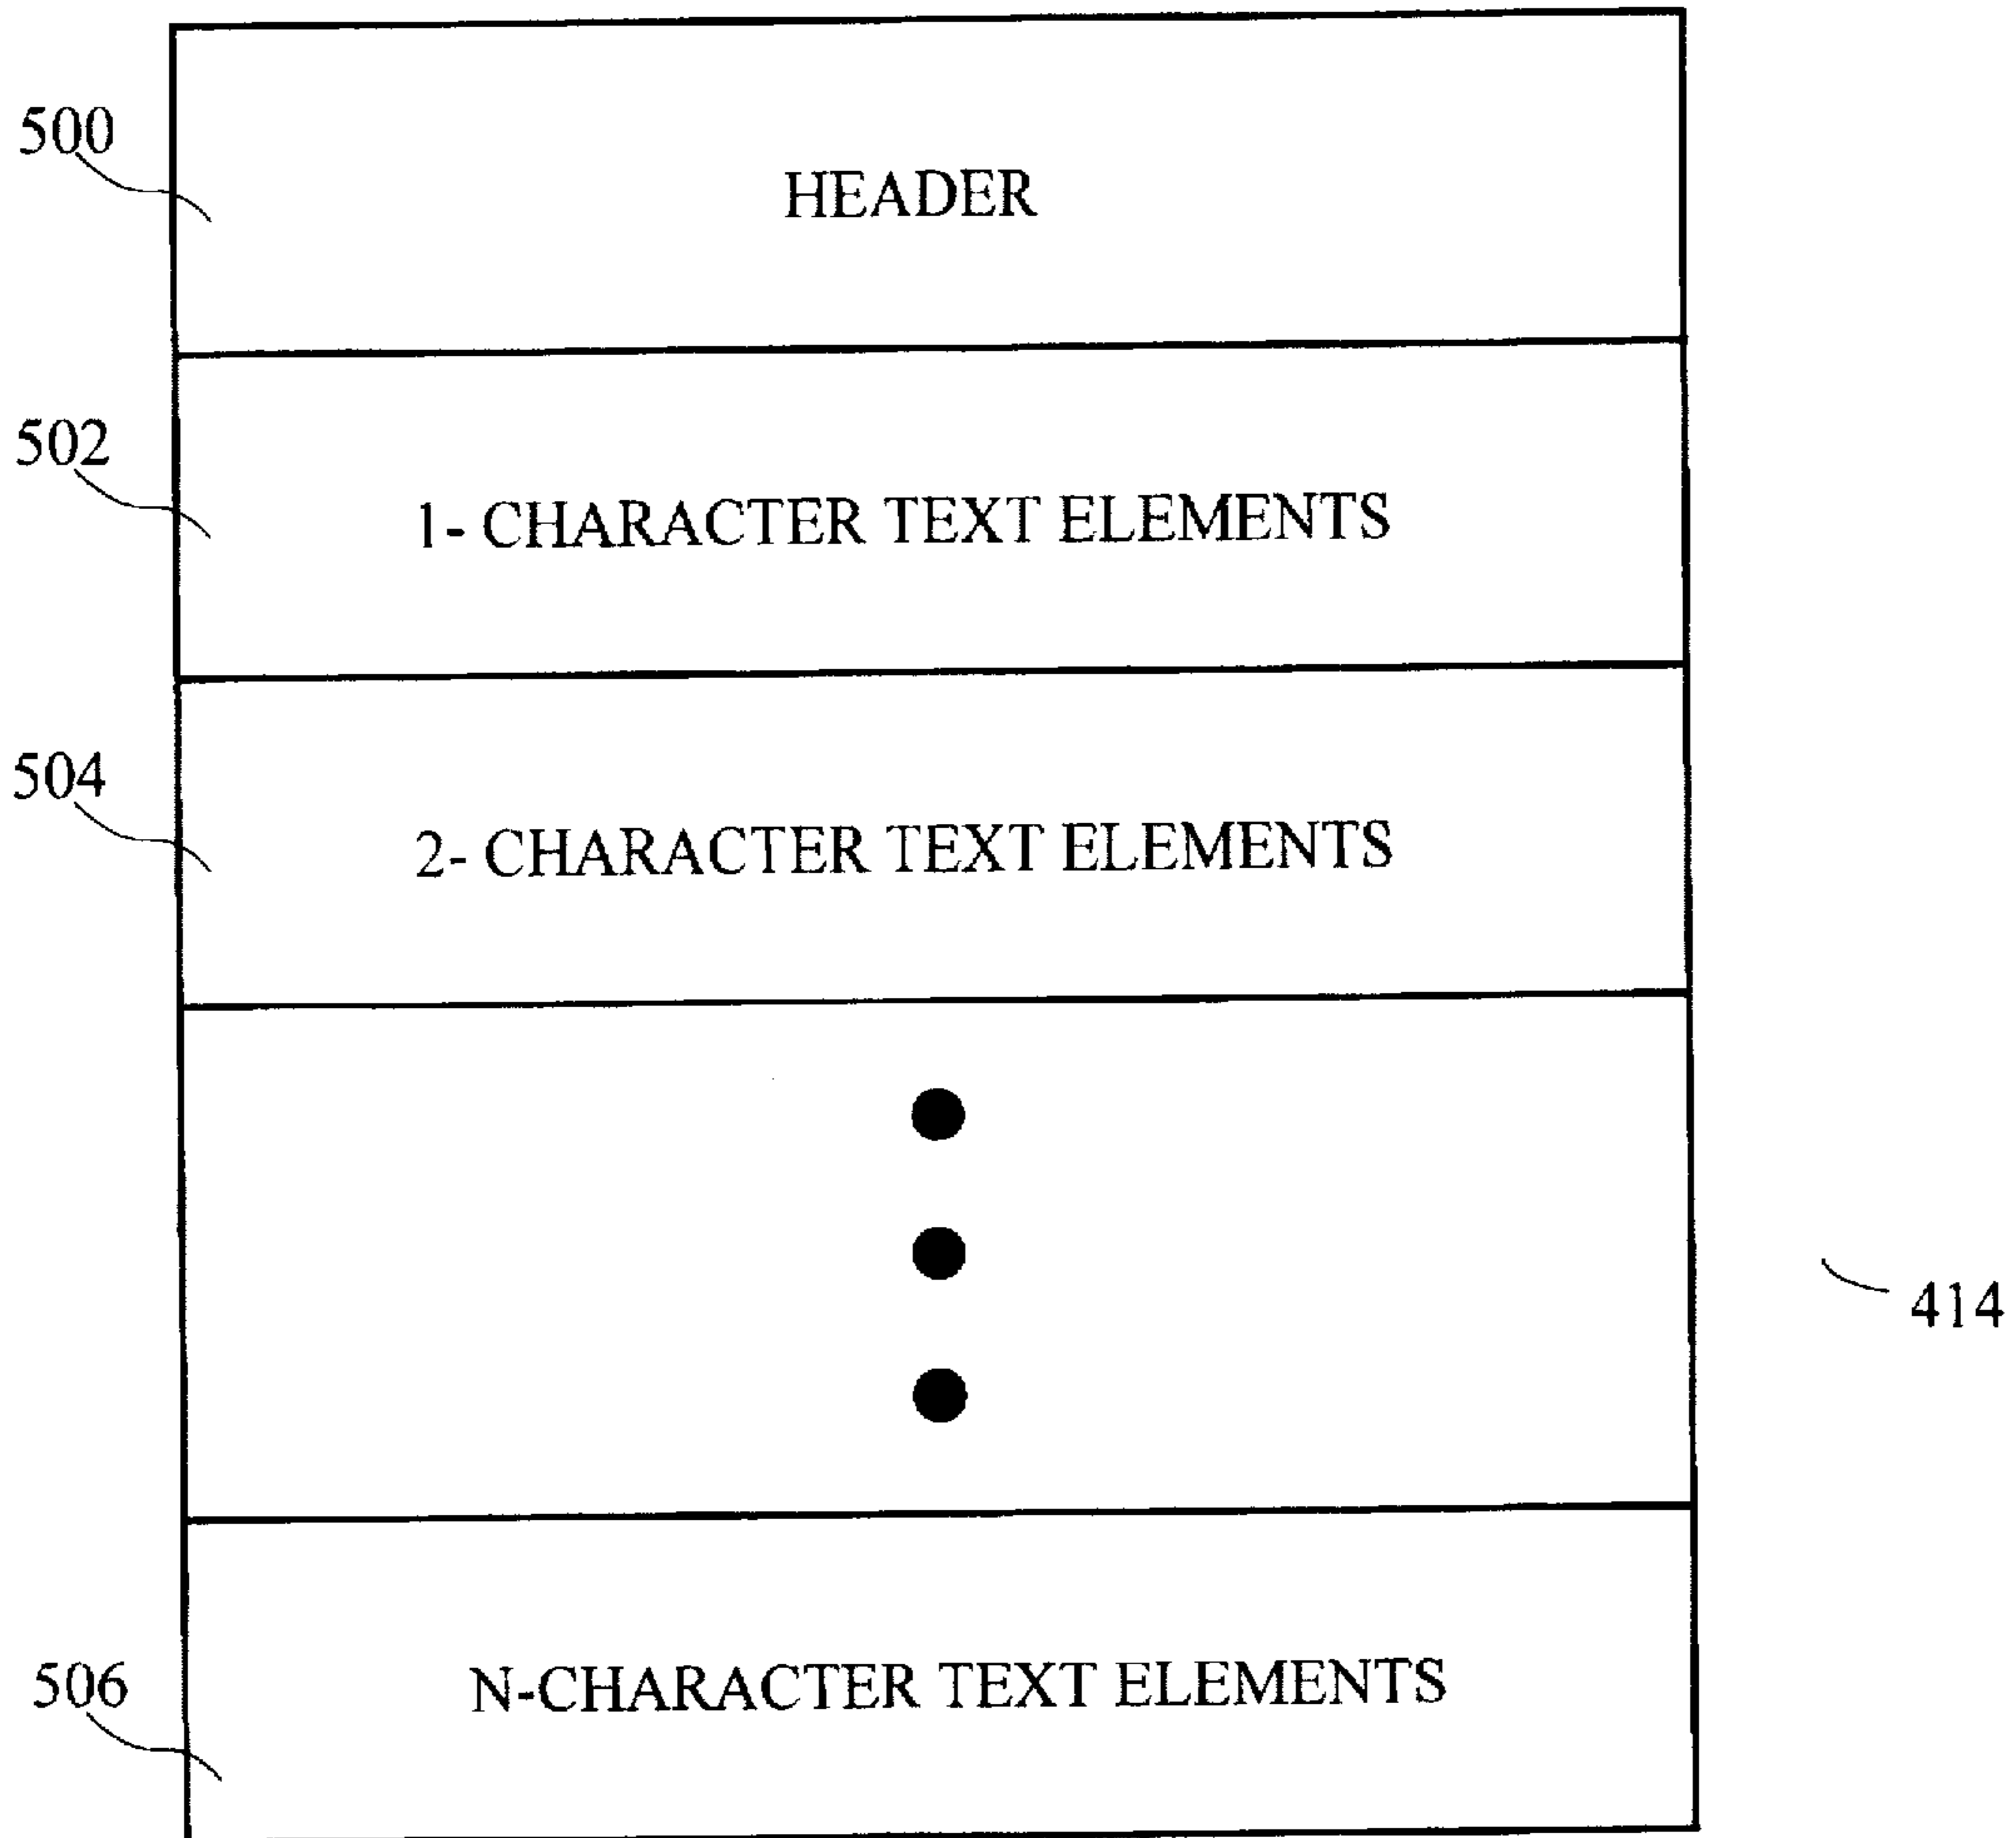 500
HEADER
502
1- CHARACTER TEXT ELEMENTS
504
2- CHARACTER TEXT ELEMENTS
414
506
N-CHARACTER TEXT ELEMENTS